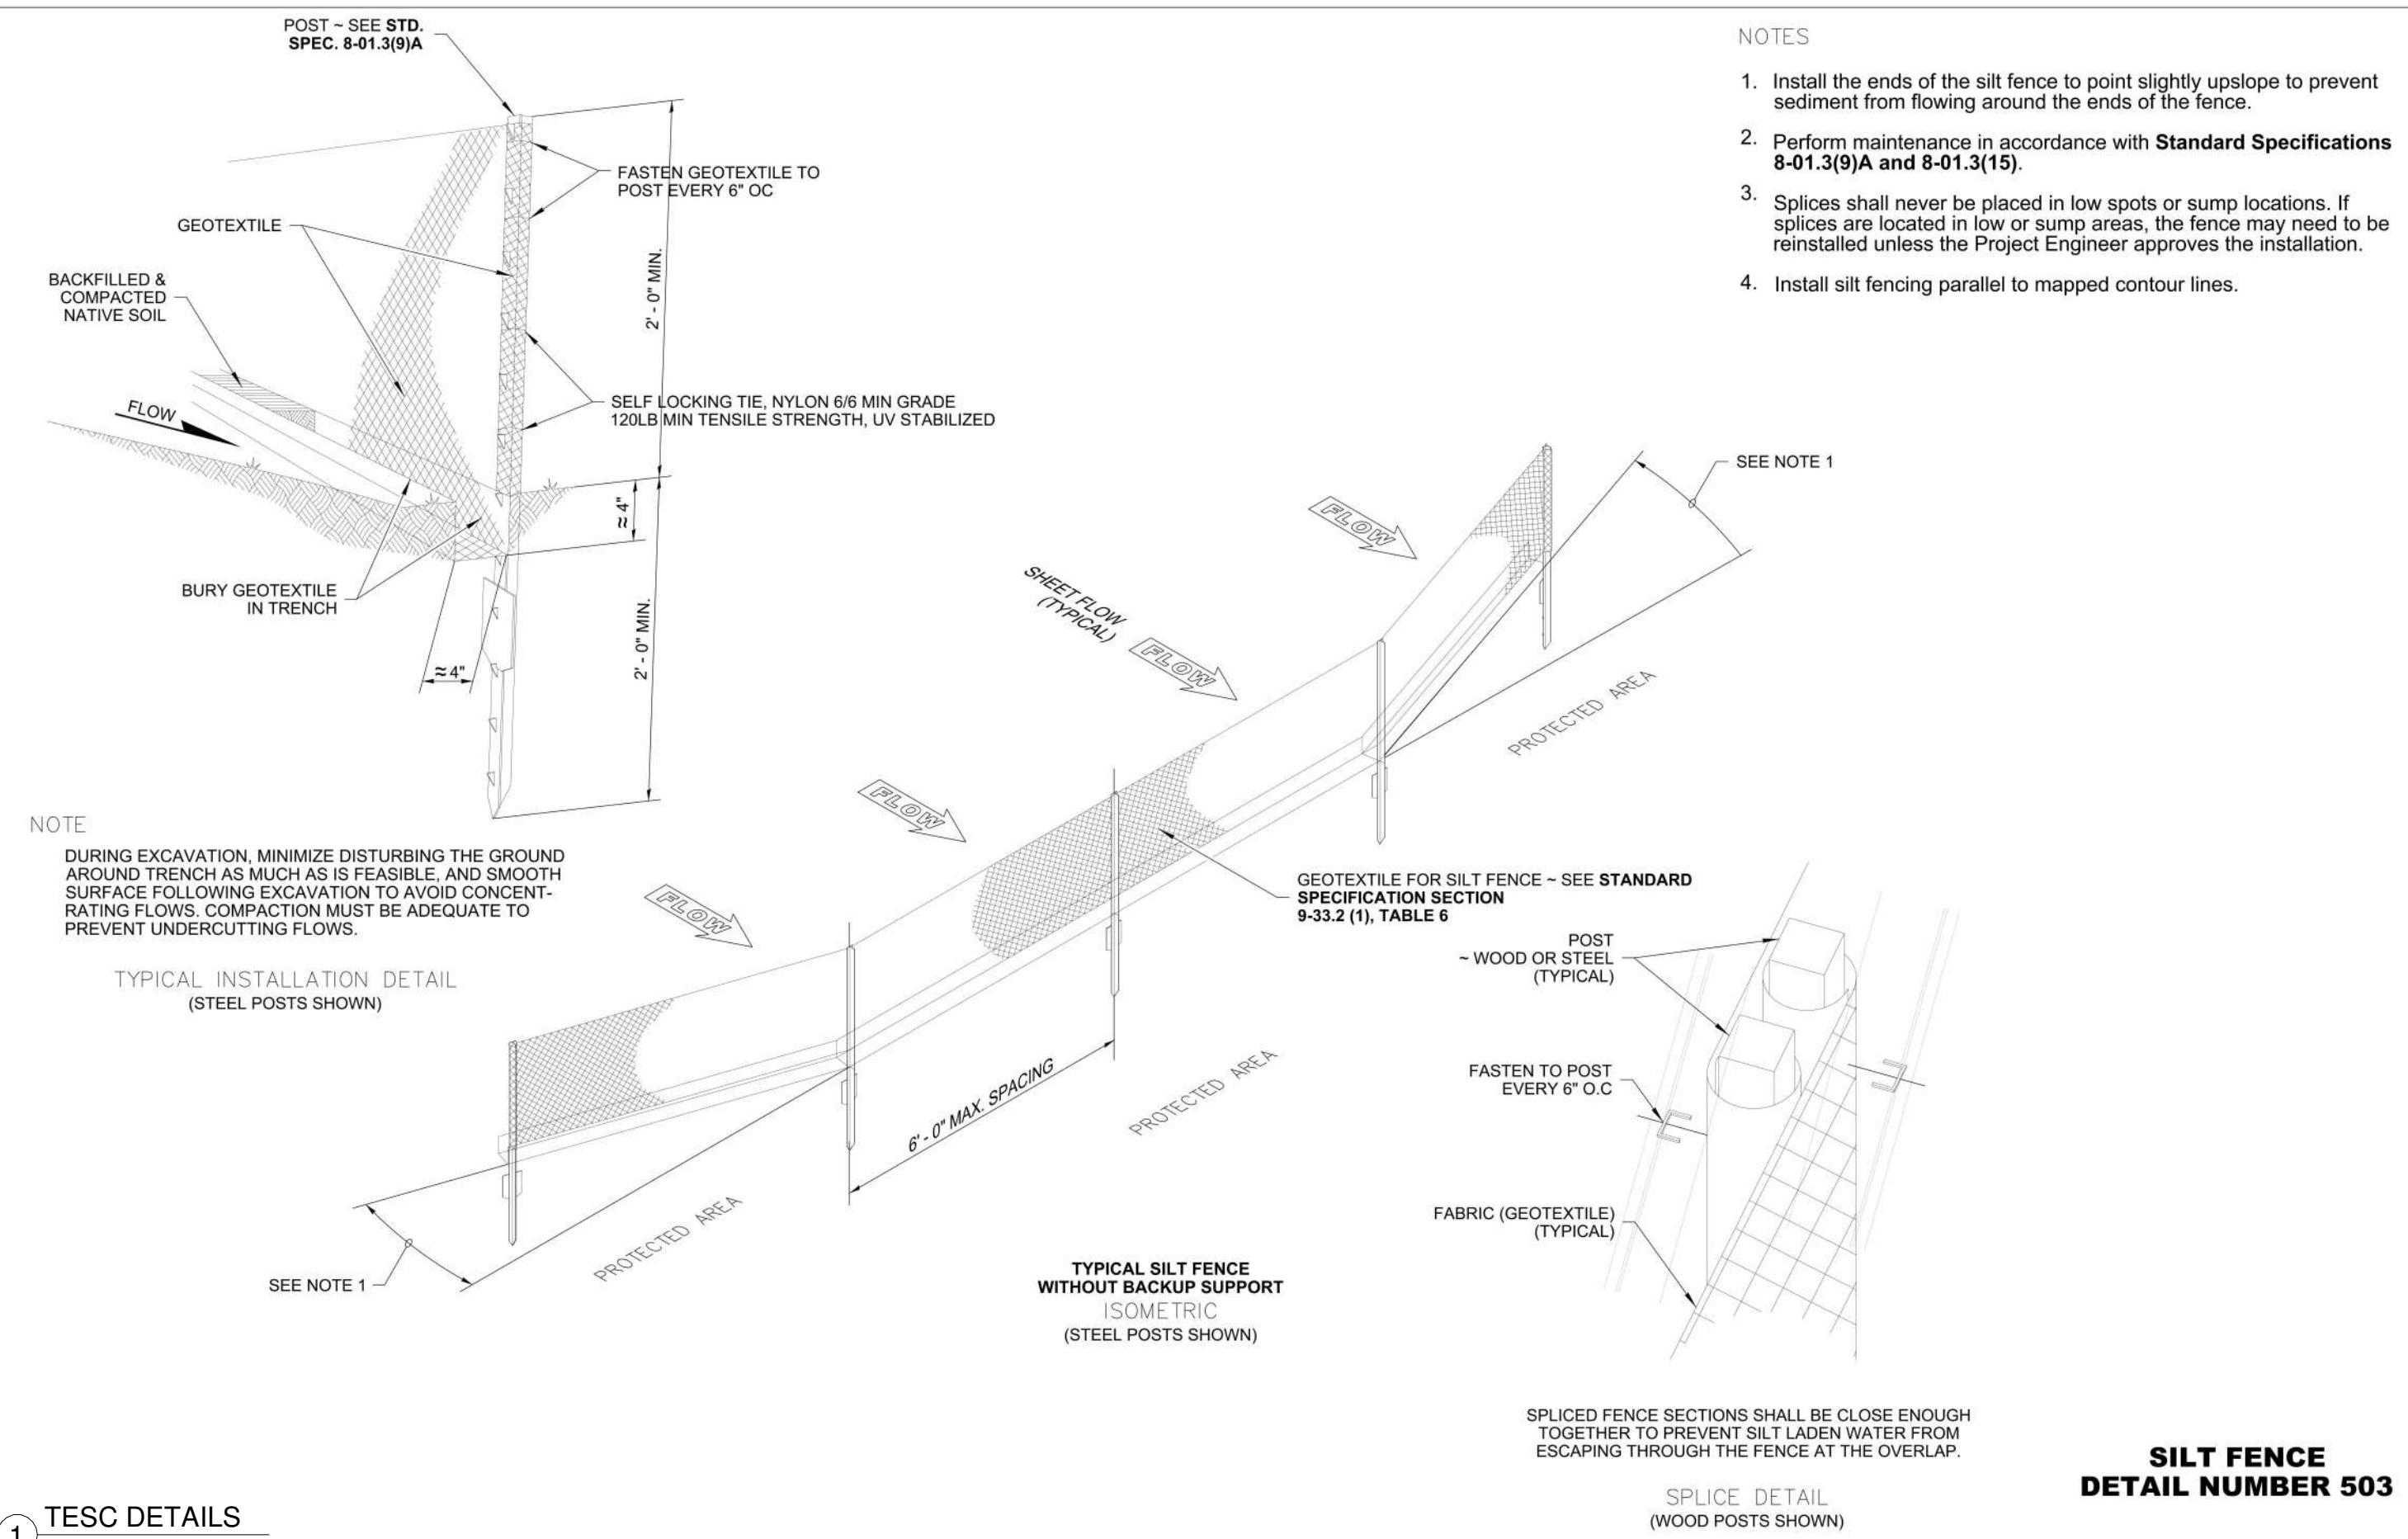 POST ~ SEE STD.
SPEC. 8-01.3(9)A
FASTEN GEOTEXTILE TO
POST EVERY 6" OC
GEOTEXTILE
BACKFILLED &
COMPACTED
NATIVE SOIL
FLOW
2' - 0" MIN.
SELF LOCKING TIE, NYLON 6/6 MIN GRADE
120LB MIN TENSILE STRENGTH, UV STABILIZED
≈ 4"
BURY GEOTEXTILE
IN TRENCH
≈ 4"
2' - 0" MIN.
NOTE
DURING EXCAVATION, MINIMIZE DISTURBING THE GROUND
AROUND TRENCH AS MUCH AS IS FEASIBLE, AND SMOOTH
SURFACE FOLLOWING EXCAVATION TO AVOID CONCENT-
RATING FLOWS. COMPACTION MUST BE ADEQUATE TO
PREVENT UNDERCUTTING FLOWS.
TYPICAL INSTALLATION DETAIL
(STEEL POSTS SHOWN)
NOTES
1. Install the ends of the silt fence to point slightly upslope to prevent
sediment from flowing around the ends of the fence.
2. Perform maintenance in accordance with Standard Specifications
8-01.3(9)A and 8-01.3(15).
3. Splices shall never be placed in low spots or sump locations. If
splices are located in low or sump areas, the fence may need to be
reinstalled unless the Project Engineer approves the installation.
4. Install silt fencing parallel to mapped contour lines.
SEE NOTE 1
FLOW
SHEET FLOW
(TYPICAL)
FLOW
PROTECTED AREA
FLOW
GEOTEXTILE FOR SILT FENCE ~ SEE STANDARD
SPECIFICATION SECTION
9-33.2 (1), TABLE 6
FLOW
6' - 0" MAX. SPACING
PROTECTED AREA
PROTECTED AREA
SEE NOTE 1
TYPICAL SILT FENCE
WITHOUT BACKUP SUPPORT
ISOMETRIC
(STEEL POSTS SHOWN)
POST
~ WOOD OR STEEL
(TYPICAL)
FASTEN TO POST
EVERY 6" O.C
FABRIC (GEOTEXTILE)
(TYPICAL)
SPLICED FENCE SECTIONS SHALL BE CLOSE ENOUGH
TOGETHER TO PREVENT SILT LADEN WATER FROM
ESCAPING THROUGH THE FENCE AT THE OVERLAP.
SPLICE DETAIL
(WOOD POSTS SHOWN)
SILT FENCE
DETAIL NUMBER 503
1 TESC DETAILS